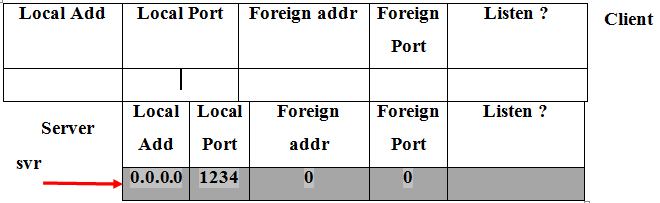 Local Add Local Port Foreign addr Foreign Listen ? Client
Port
Local Local Foreign Foreign Listen ?
Server
Add Port addr Port
svr
0.0.0.0 1234 0 0